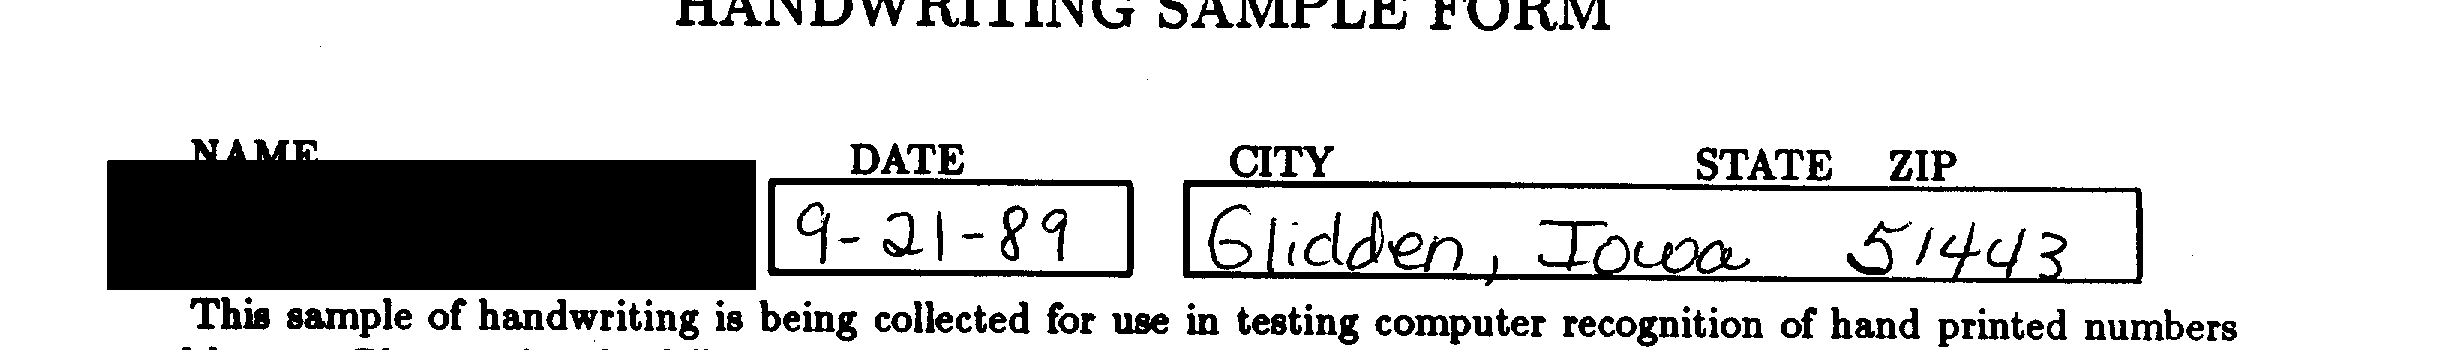 HANDWRITING SAMPLE FORM
NAME DATE CITY STATE ZIP
9-21-89 Glidden, Iowa 51443
This sample of handwriting is being collected for use in testing computer recognition of hand printed numbers